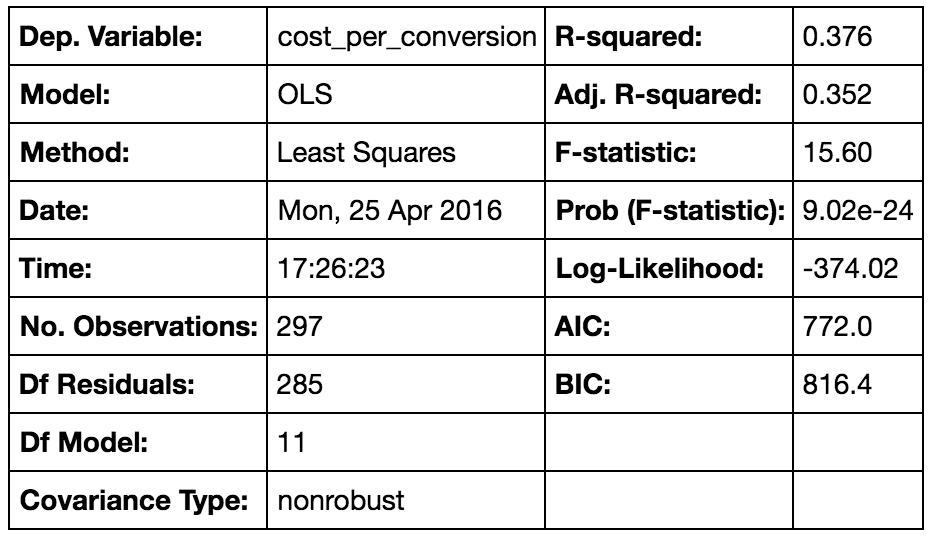 Dep. Variable: cost_per_conversion R-squared: 0.376
Model: OLS Adj. R-squared: 0.352
Method: Least Squares F-statistic: 15.60
Date: Mon, 25 Apr 2016 Prob (F-statistic): 9.02e-24
Time: 17:26:23 Log-Likelihood: -374.02
No. Observations: 297 AIC: 772.0
Df Residuals: 285 BIC: 816.4
Df Model: 11
Covariance Type: nonrobust